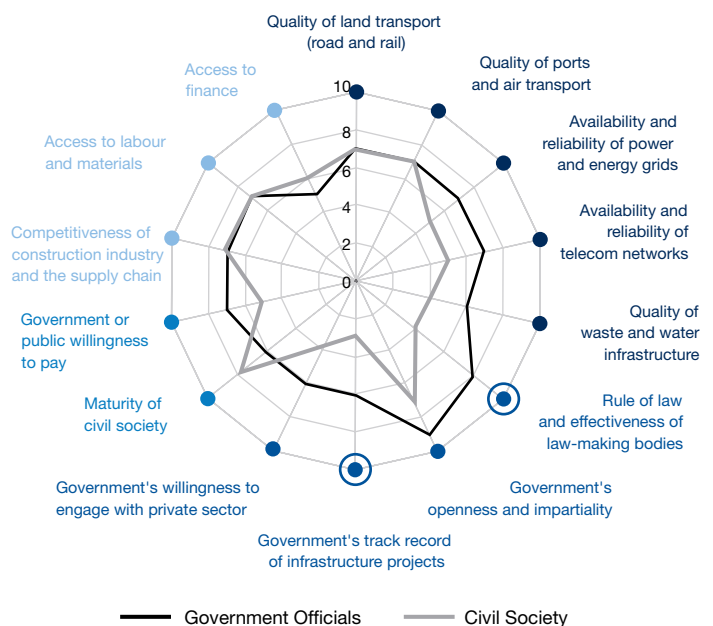 Quality of land transport
(road and rail)
Quality of ports
and air transport
Availability and
reliability of power
and energy grids
Availability and
reliability of
telecom networks
Quality of
waste and water
infrastructure
Rule of law
and effectiveness of
law-making bodies
Government's
openness and impartiality
Government's track record
of infrastructure projects
Government's willingness to
engage with private sector
Maturity of
civil society
Government or
public willingness
to pay
Competitiveness of
construction industry
and the supply chain
Access to labour
and materials
Access to
finance
10
8
6
4
2
0
Government Officials
Civil Society